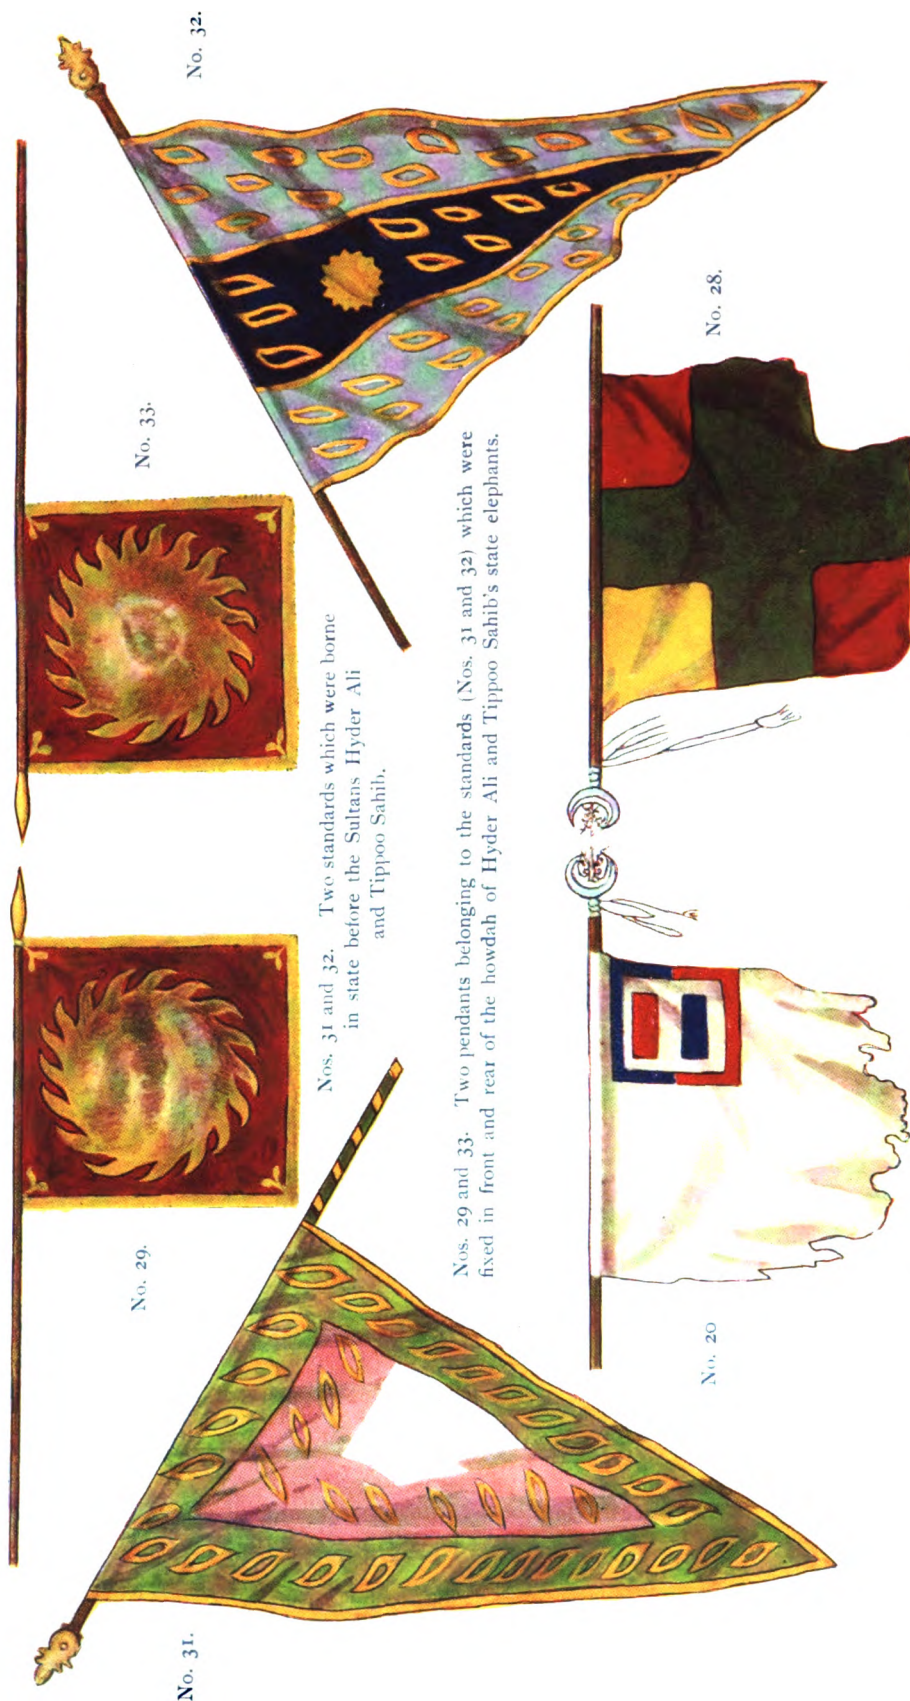 No. 31.
No. 29.
No. 33.
No. 32.
Nos. 31 and 32. Two standards which were borne
in state before the Sultans Hyder Ali
and Tippoo Sahib.
Nos. 29 and 33. Two pendants belonging to the standards (Nos. 31 and 32) which were
fixed in front and rear of the howdah of Hyder Ali and Tippoo Sahib's state elephants.
No. 20
No. 28.